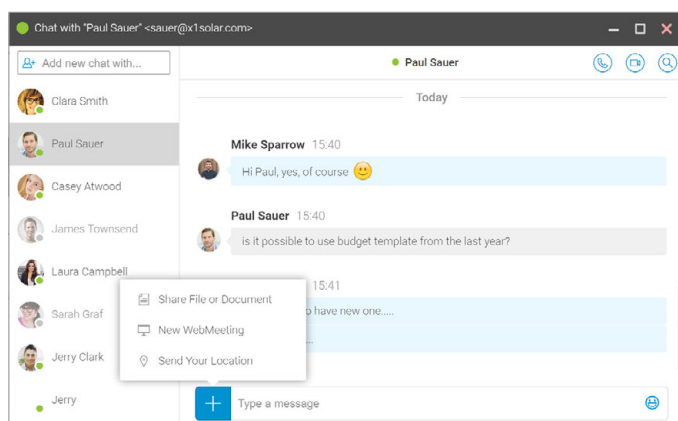 Chat with "Paul Sauer" <sauer@x1solar.com>
Add new chat with...
Clara Smith
Paul Sauer
Casey Atwood
James Townsend
Laura Campbell
Sarah Graf
Jerry Clark
Jerry
Paul Sauer
Today
Mike Sparrow 15:40
Hi Paul, yes, of course
Paul Sauer 15:40
is it possible to use budget template from the last year?
15:41
have new one.....
Share File or Document
New WebMeeting
Send Your Location
Type a message